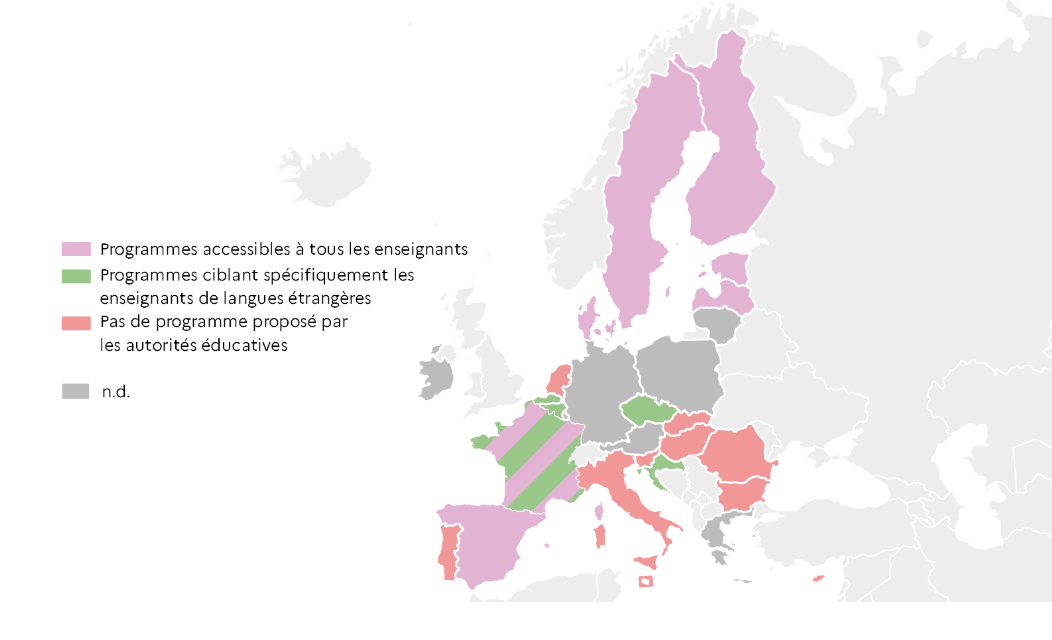 Programmes accessibles à tous les enseignants
Programmes ciblant spécifiquement les
enseignants de langues étrangères
Pas de programme proposé par
les autorités éducatives
n.d.